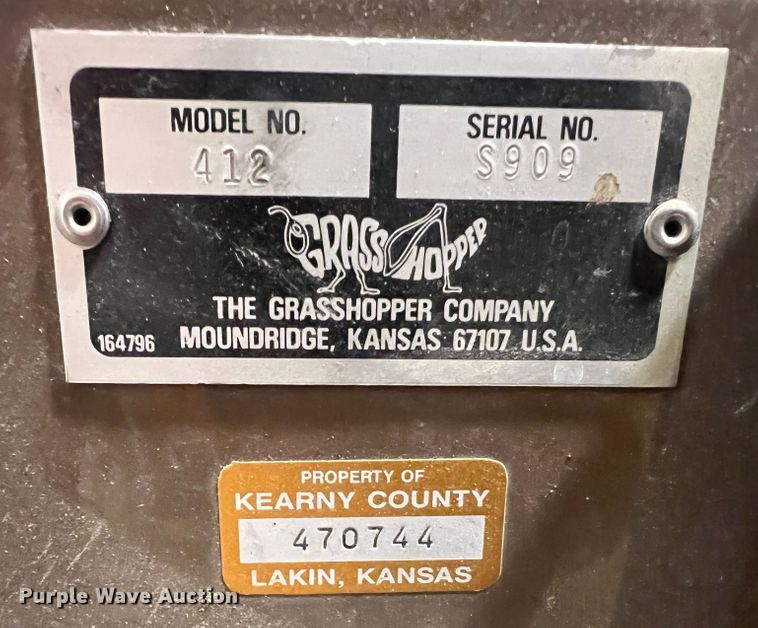 MODEL NO.
412
SERIAL NO.
S909
GRASSHOPPER
THE GRASSHOPPER COMPANY
164796
MOUNDRIDGE, KANSAS 67107 U.S.A.
PROPERTY OF
KEARNY COUNTY
470744
LAKIN, KANSAS
Purple Wave Auction